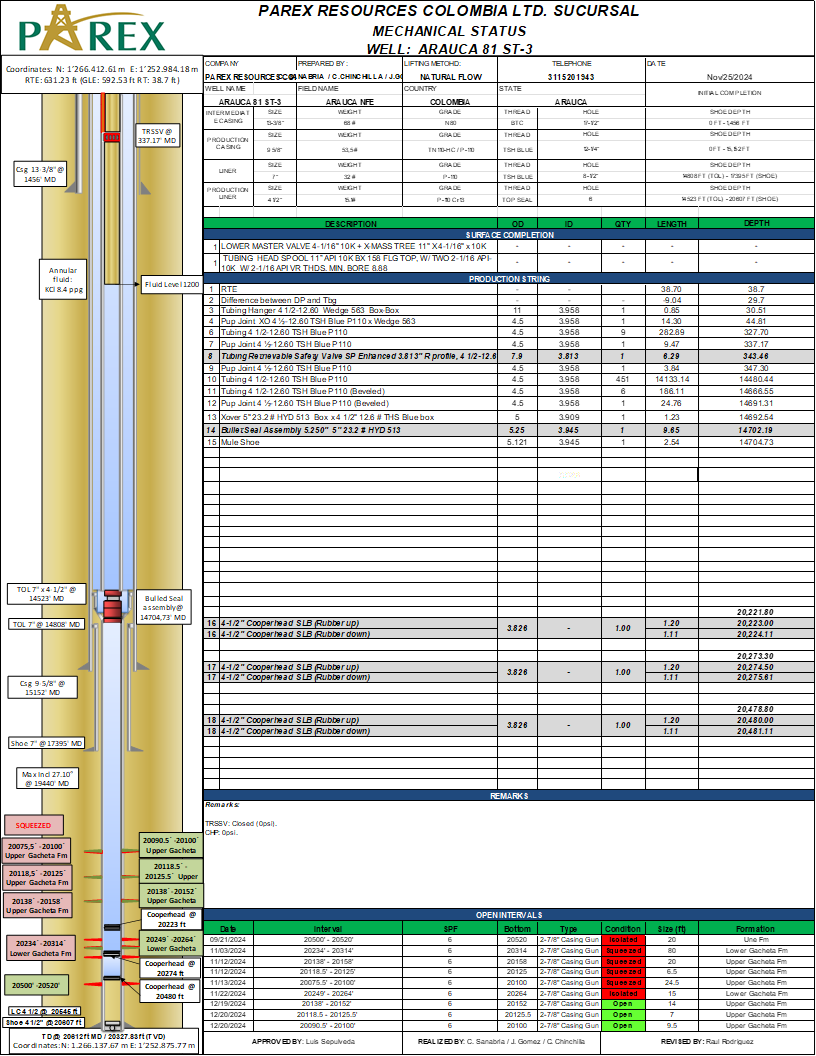 PAREX RESOURCES COLOMBIA LTD. SUCURSAL
MECHANICAL STATUS
WELL: ARAUCA 81 ST-3
PAREX
Coordinates: N: 1´266.412.61 m E: 1´252.984.18 m
RTE: 631.23 ft (GLE: 592.53 ft RT: 38.7 ft)
COMPANY PREPARED BY: LIFTING METOHD: TELEPHONE DATE
PAREX RESOURCES NATURAL FLOW 3115201943 Nov/25/2024
WELL NAME FIELD NAME COUNTRY STATE INITIAL COMPLETION
ARAUCA 81 ST-3 ARAUCA NFE COLOMBIA ARAUCA
INTERMEDIATE CASING SIZE WEIGHT GRADE THREAD HOLE SHOE DEPTH
13-3/8" 68 # N80 BTC 17-1/2" 0 FT - 1,456 FT
PRODUCTION CASING SIZE WEIGHT GRADE THREAD HOLE SHOE DEPTH
9 5/8" 53,5# TN 110-HC / P-110 TSH BLUE 12-1/4" 0 FT - 15,152 FT
LINER SIZE WEIGHT GRADE THREAD HOLE SHOE DEPTH
7" 32 # P-110 TSH BLUE 8-1/2" 14808 FT (TOL) - 17395 FT (SHOE)
PRODUCTION LINER SIZE WEIGHT GRADE THREAD HOLE SHOE DEPTH
4 1/2" 15.1# P-110 Cr13 TOP SEAL 6 14523 FT (TOL) - 20607 FT (SHOE)
DESCRIPTION OD ID QTY LENGTH DEPTH
SURFACE COMPLETION
1 LOWER MASTER VALVE 4-1/16" 10K + X-MASS TREE 11" X4-1/16" x 10K - - - - -
1 TUBING HEAD SPOOL 11" API 10K BX 158 FLG TOP, W/ TWO 2-1/16 API-
10K W/ 2-1/16 API VR THDS. MIN. BORE 8.88 - - - - -
PRODUCTION STRING
1 RTE - - 38.70 38.7
2 Difference between DP and Tbg - - - -9.04 29.7
3 Tubing Hanger 4 1/2-12.60 Wedge 563 Box-Box 11 3.958 1 0.85 30.51
4 Pup Joint XO 4 ½-12.60 TSH Blue P110 x Wedge 563 4.5 3.958 1 14.30 44.81
6 Tubing 4 1/2-12.60 TSH Blue P110 4.5 3.958 9 282.89 327.70
7 Pup Joint 4 ½-12.60 TSH Blue P110 4.5 3.958 1 9.47 337.17
8 Tubing Retrievable Safety Valve SP Enhanced 3.813" R profile, 4 1/2-12.6 7.9 3.813 1 6.29 343.46
9 Pup Joint 4 ½-12.60 TSH Blue P110 4.5 3.958 1 3.84 347.30
10 Tubing 4 1/2-12.60 TSH Blue P110 4.5 3.958 451 14133.14 14480.44
11 Tubing 4 1/2-12.60 TSH Blue P110 (Beveled) 4.5 3.958 6 186.11 14666.55
12 Pup Joint 4 ½-12.60 TSH Blue P110 (Beveled) 4.5 3.958 1 24.76 14691.31
13 Xover 5" 23.2 # HYD 513 Box x 4 1/2" 12.6 # THS Blue box 5 3.909 1 1.23 14692.54
14 Bullet Seal Assembly 5.250" 5" 23.2 # HYD 513 5.25 3.945 1 9.65 14702.19
15 Mule Shoe 5.121 3.945 1 2.54 14704.73
20,221.80
16 4-1/2" Cooperhead SLB (Rubber up) 3.826 - 1.00 1.20 20,223.00
16 4-1/2" Cooperhead SLB (Rubber down) 1.11 20,224.11
20,273.30
17 4-1/2" Cooperhead SLB (Rubber up) 3.826 - 1.00 1.20 20,274.50
17 4-1/2" Cooperhead SLB (Rubber down) 1.11 20,275.61
20,478.80
18 4-1/2" Cooperhead SLB (Rubber up) 3.826 - 1.00 1.20 20,480.00
18 4-1/2" Cooperhead SLB (Rubber down) 1.11 20,481.11
REMARKS
Remarks:
TRSSV: Closed (0psi).
CHP: 0psi.
OPEN INTERVALS
Date Interval SPF Bottom Type Condition Size (ft) Formation
09/21/2024 20500' - 20520' 6 20520 2-7/8" Casing Gun Isolated 20 Une Fm
11/03/2024 20234' - 20314' 6 20314 2-7/8" Casing Gun Squeezed 80 Lower Gacheta Fm
11/12/2024 20138' - 20158' 6 20158 2-7/8" Casing Gun Squeezed 20 Upper Gacheta Fm
11/12/2024 20118.5' - 20125' 6 20125 2-7/8" Casing Gun Squeezed 6.5 Upper Gacheta Fm
11/13/2024 20075.5' - 20100' 6 20100 2-7/8" Casing Gun Squeezed 24.5 Upper Gacheta Fm
11/22/2024 20249' - 20264' 6 20264 2-7/8" Casing Gun Isolated 15 Lower Gacheta Fm
12/19/2024 20138' - 20152' 6 20152 2-7/8" Casing Gun Open 14 Upper Gacheta Fm
12/20/2024 20118.5 - 20125.5' 6 20125.5 2-7/8" Casing Gun Open 7 Upper Gacheta Fm
12/20/2024 20090.5' - 20100' 6 20100 2-7/8" Casing Gun Open 9.5 Upper Gacheta Fm
APPROVED BY: Luis Sepulveda REALIZED BY: C. Sanabria / J. Gomez / C. Chinchilla REVISED BY: Raul Rodriguez
TRSSV @
337.17' MD
Csg 13-3/8" @
1456' MD
Annular
fluid:
KCl 8.4 ppg
Fluid Level 1200
TOL 7" x 4-1/2" @
14523' MD
Bulled Seal
assembly @
14704,73' MD
TOL 7" @ 14808' MD
Csg 9-5/8" @
15152' MD
Shoe 7" @ 17395' MD
Max Incl 27.10°
@ 19440' MD
SQUEEZED
20075,5´ - 20100´
Upper Gacheta Fm
20090.5´ -20100´
Upper Gacheta
20118,5´ - 20125´
Upper Gacheta Fm
20118.5´ -
20125.5´ Upper
20138´ - 20158´
Upper Gacheta Fm
20138´ - 20152´
Upper Gacheta
Cooperhead @
20223 ft
20234´ - 20314´
Lower Gacheta Fm
20249´ - 20264´
Lower Gacheta
Cooperhead @
20274 ft
20500´ -20520´
Cooperhead @
20480 ft
LC 4 1/2 @ 20646 ft
Shoe 4 1/2" @ 20607 ft
TD @ 20612 ft MD / 20327.83 ft (TVD)
Coordinates: N: 1.266.137.67 m E: 1´252.875.77 m